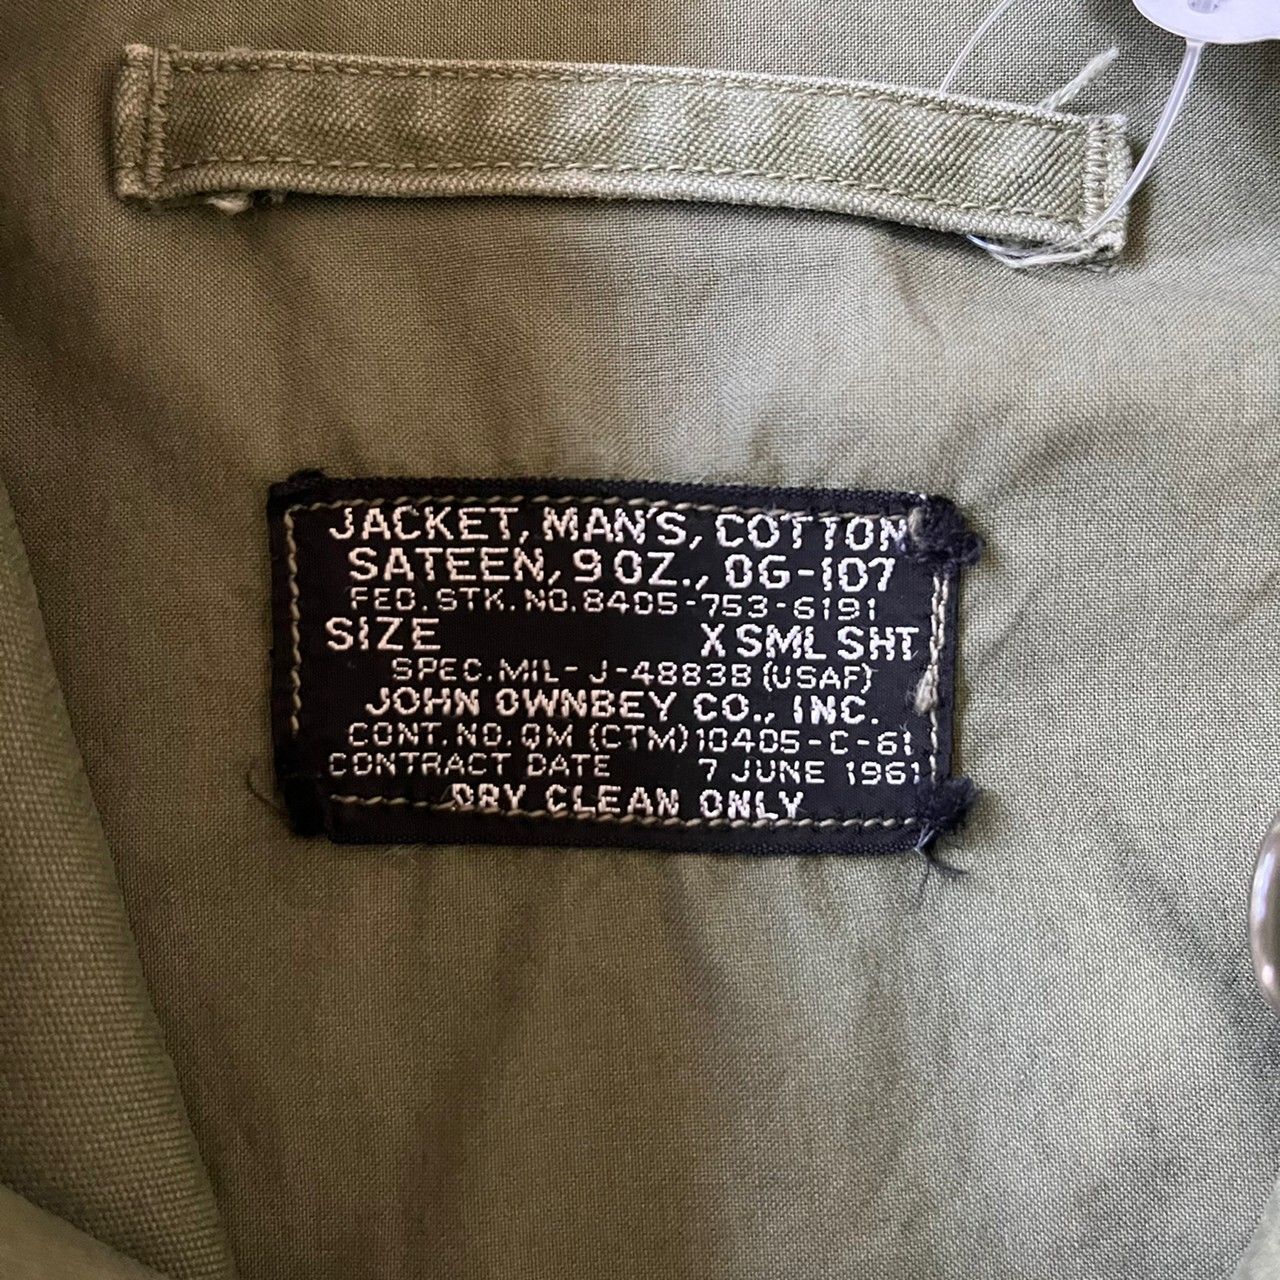 JACKET, MAN'S, COTTON
SATEEN, 9 OZ., OG-107
FED. STK. NO. 8405-753-6191
SIZE X SML SHT
SPEC. MIL-J-4883B (USAF)
JOHN OWNBEY CO., INC.
CONT. NO. QM (CTM) 10405-C-61
CONTRACT DATE 7 JUNE 1961
DRY CLEAN ONLY